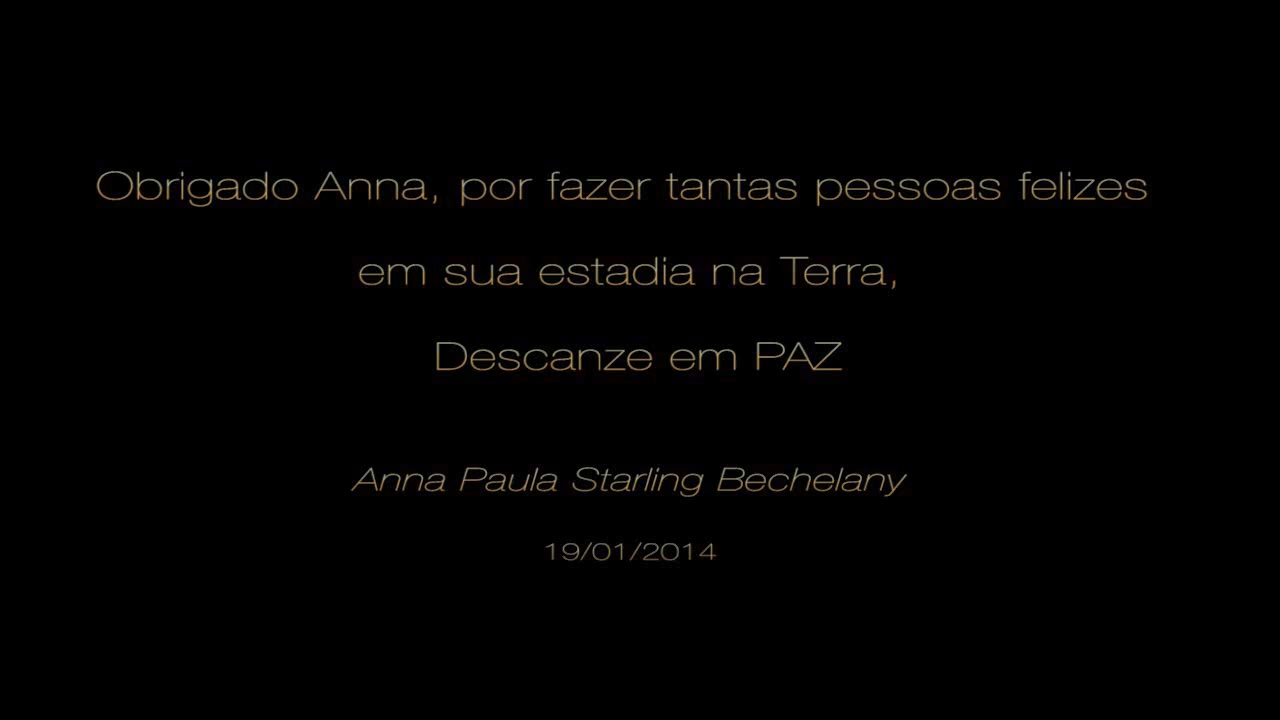 Obrigado Anna, por fazer tantas pessoas felizes
em sua estadia na Terra,
Descanze em PAZ
Anna Paula Starling Bechelany
19/01/2014